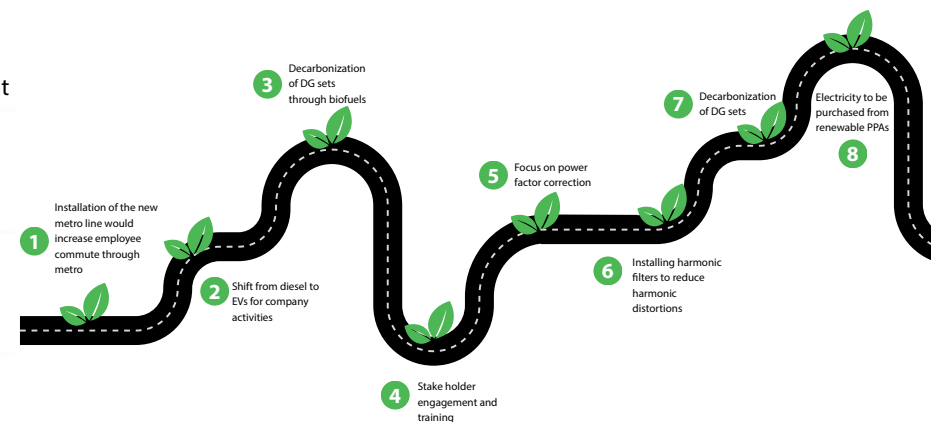 t
1
Installation of the new
metro line would
increase employee
commute through
metro
2
Shift from diesel to
EVs for company
activities
3
Decarbonization
of DG sets
through biofuels
4
Stake holder
engagement and
training
5
Focus on power
factor correction
6
Installing harmonic
filters to reduce
harmonic
distortions
7
Decarbonization
of DG sets
Electricity to be
purchased from
renewable PPAs
8